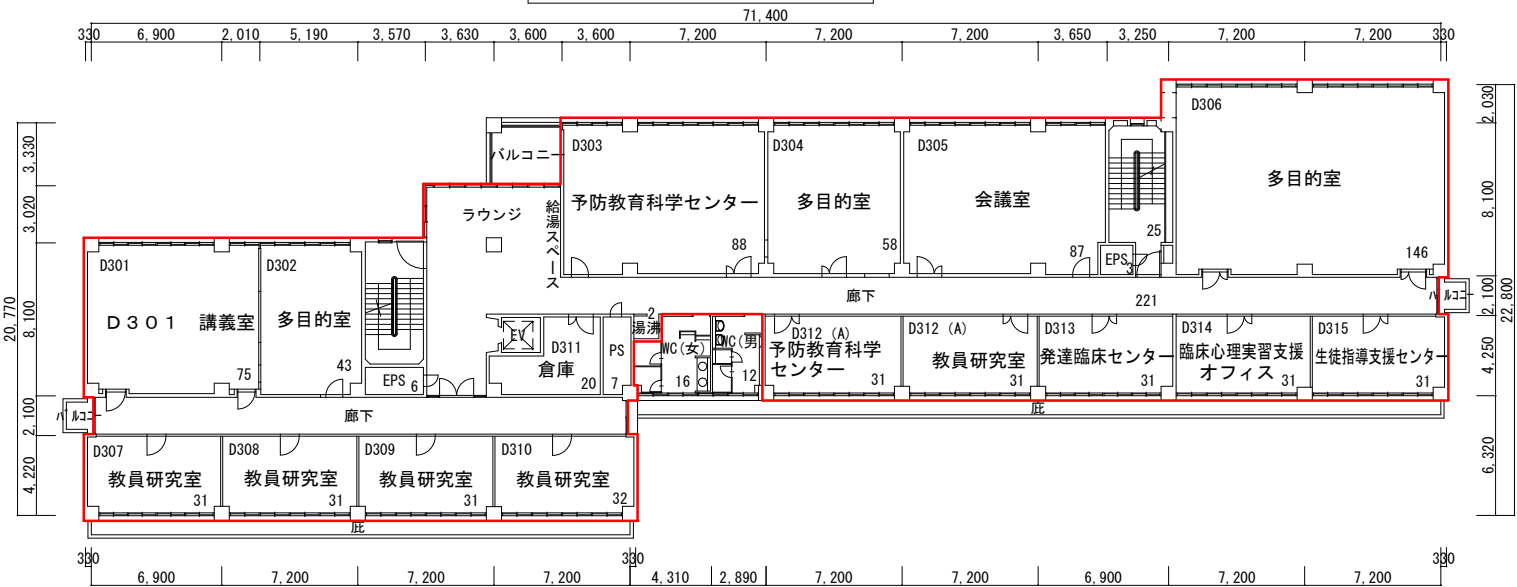 71,400
330 6,900 2,010 5,190 3,570 3,630 3,600 3,600 7,200 7,200 7,200 3,650 3,250 7,200 7,200 330
3,330
3,020
8,100
20,770
2,100
4,220
2,030
8,100
2,100
22,800
4,250
6,320
バルコニー
ラウンジ
給湯スペース
D303
予防教育科学センター
88
D304
多目的室
58
D305
会議室
87
25
EPS
3
D306
多目的室
146
D301
D301 講義室
75
D302
多目的室
43
EPS 6
EV
D311
倉庫
20
PS
7
2
湯沸
WC(女)
16
WC(男)
12
廊下
221
バルコニー
D312 (A)
予防教育科学
センター
31
D312 (A)
教員研究室
31
D313
発達臨床センター
31
D314
臨床心理実習支援
オフィス
31
D315
生徒指導支援センター
31
庇
バルコニー
廊下
D307
教員研究室
31
D308
教員研究室
31
D309
教員研究室
31
D310
教員研究室
32
庇
330 6,900 7,200 7,200 7,200 330 4,310 2,890 7,200 7,200 6,900 7,200 7,200 330